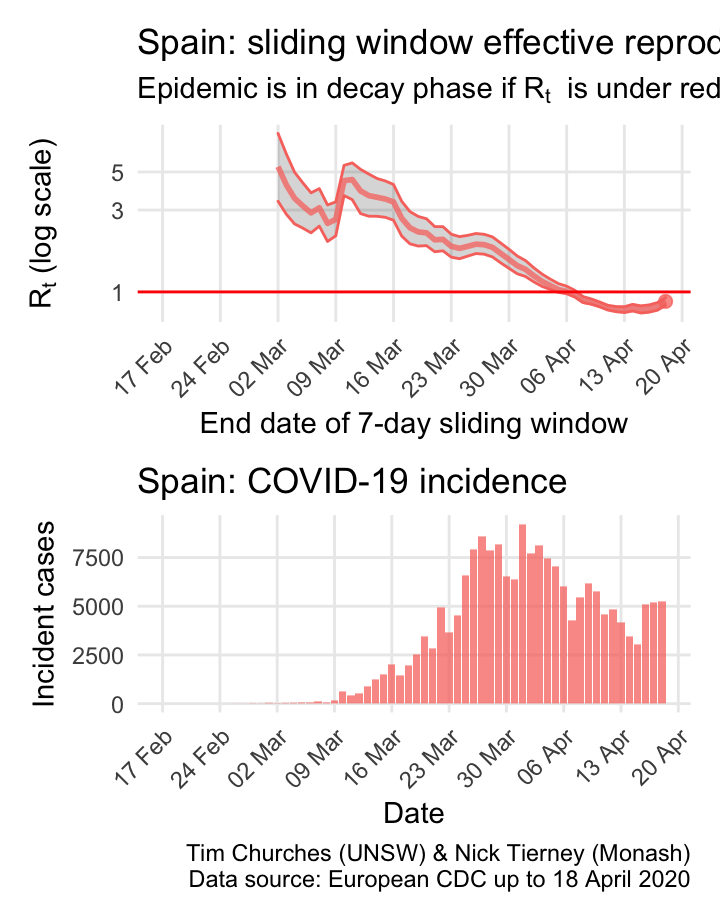 Spain: sliding window effective reprod
Epidemic is in decay phase if Rt is under red
Rt (log scale)
5
3
1
17 Feb
24 Feb
02 Mar
09 Mar
16 Mar
23 Mar
30 Mar
06 Apr
13 Apr
20 Apr
End date of 7-day sliding window
Spain: COVID-19 incidence
Incident cases
7500
5000
2500
0
17 Feb
24 Feb
02 Mar
09 Mar
16 Mar
23 Mar
30 Mar
06 Apr
13 Apr
20 Apr
Date
Tim Churches (UNSW) & Nick Tierney (Monash)
Data source: European CDC up to 18 April 2020